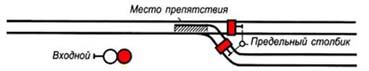 Место препятствия
Входной
Предельный столбик